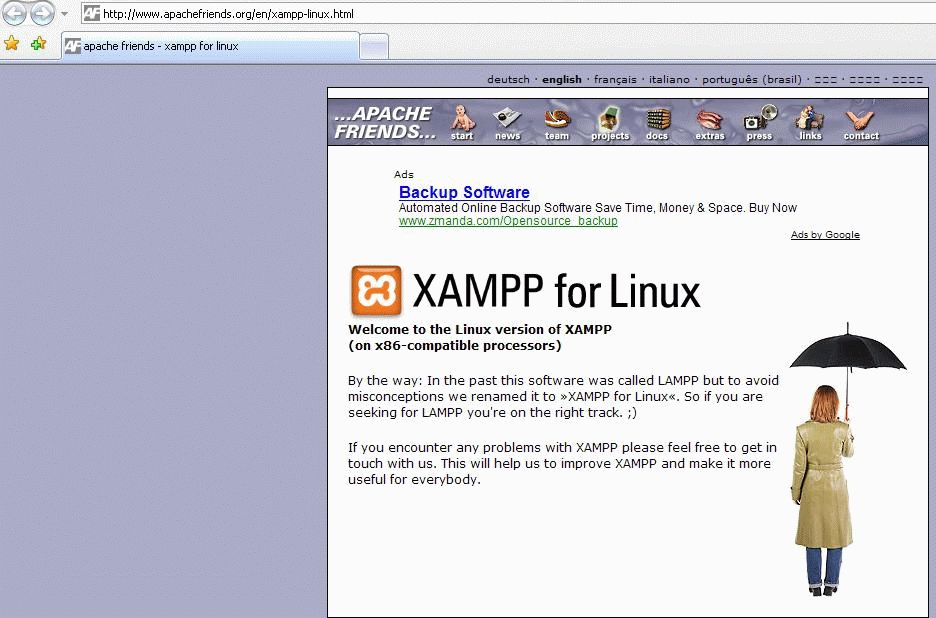 http://www.apachefriends.org/en/xampp-linux.html
AF apache friends - xampp for linux
deutsch · english · français · italiano · português (brasil) · □□□ · □□□□ · □□□□
...APACHE
FRIENDS...
start news team projects docs extras press links contact
Ads
Backup Software
Automated Online Backup Software Save Time, Money & Space. Buy Now
www.zmanda.com/Opensource_backup
Ads by Google
XAMPP for Linux
Welcome to the Linux version of XAMPP
(on x86-compatible processors)
By the way: In the past this software was called LAMPP but to avoid
misconceptions we renamed it to »XAMPP for Linux«. So if you are
seeking for LAMPP you're on the right track. ;)
If you encounter any problems with XAMPP please feel free to get in
touch with us. This will help us to improve XAMPP and make it more
useful for everybody.